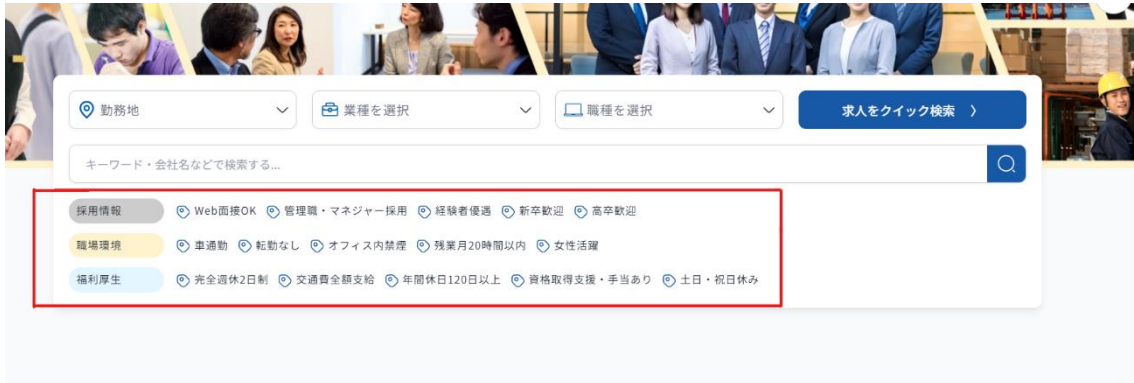 勤務地 業種を選択 職種を選択 求人をクイック検索 〉
キーワード・会社名などで検索する...
採用情報 Web面接OK 管理職・マネジャー採用 経験者優遇 新卒歓迎 高卒歓迎
職場環境 車通勤 転勤なし オフィス内禁煙 残業月20時間以内 女性活躍
福利厚生 完全週休2日制 交通費全額支給 年間休日120日以上 資格取得支援・手当あり 土日・祝日休み